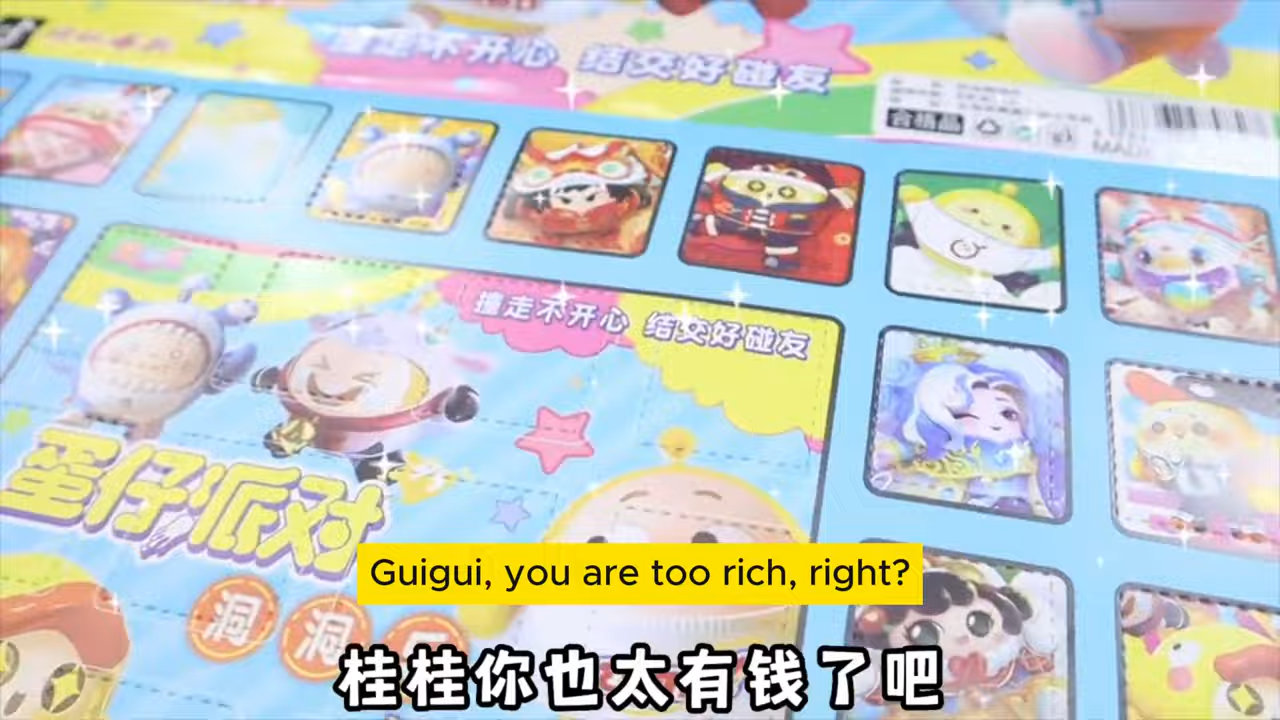 撞走不开心 结交好碰友
合格品
撞走不开心 结交好碰友
蛋仔派对
洞洞
Guigui, you are too rich, right?
桂桂你也太有钱了吧